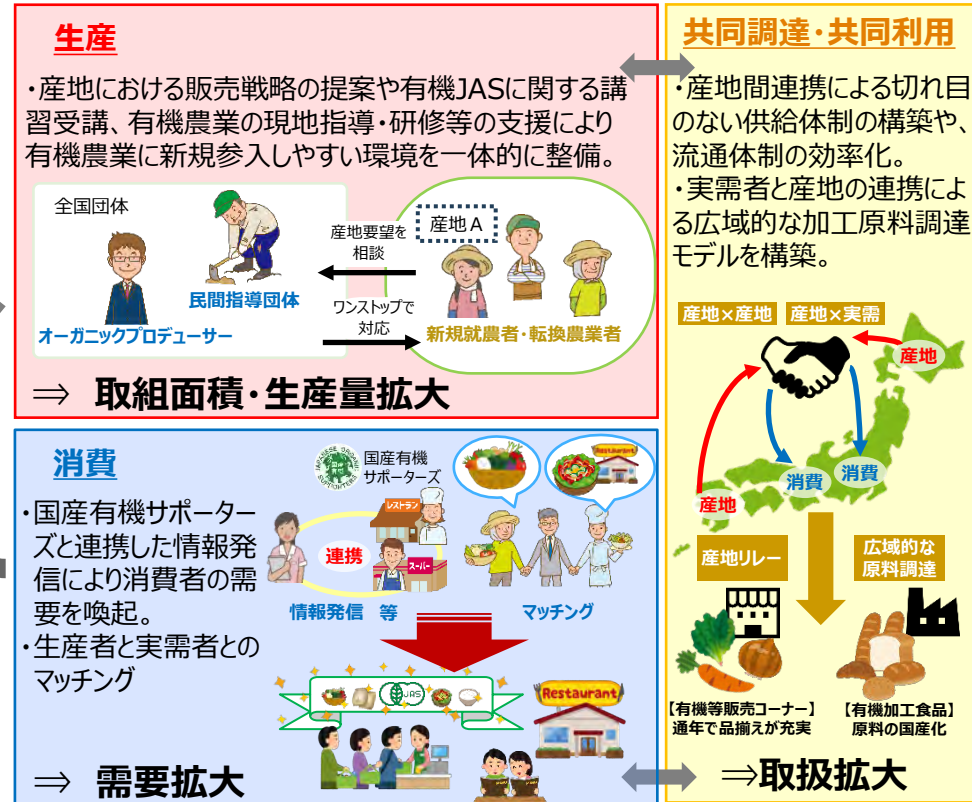 生産
・産地における販売戦略の提案や有機JASに関する講
習受講、有機農業の現地指導・研修等の支援により
有機農業に新規参入しやすい環境を一体的に整備。
全国団体
オーガニックプロデューサー
民間指導団体
産地要望を
相談
ワンストップで
対応
産地A
新規就農者・転換農業者
⇒ 取組面積・生産量拡大
消費
・国産有機サポーター
ズと連携した情報発
信により消費者の需
要を喚起。
・生産者と実需者との
マッチング
JAPANESE ORGANIC
SUPPORTERS
国産有機
サポーターズ
レストラン
連携
スーパー
情報発信 等
Restaurant
マッチング
JAS
Restaurant
⇒ 需要拡大
共同調達・共同利用
・産地間連携による切れ目
のない供給体制の構築や、
流通体制の効率化。
・実需者と産地の連携によ
る広域的な加工原料調達
モデルを構築。
産地×産地
産地×実需
産地
消費
消費
産地
産地リレー
広域的な
原料調達
【有機等販売コーナー】
通年で品揃えが充実
【有機加工食品】
原料の国産化
⇒取扱拡大